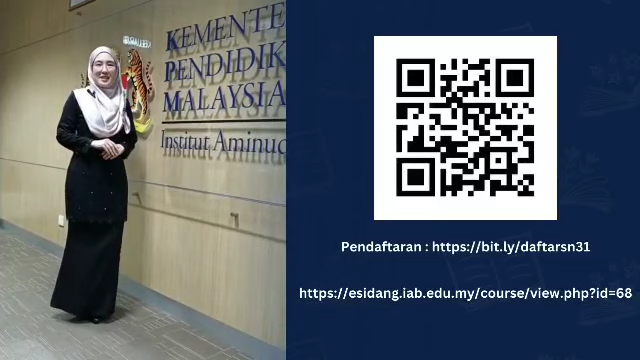 KEMENTE
PENDIDIK
MALAYSIA
Institut Aminud
Pendaftaran : https://bit.ly/daftarsn31
https://esidang.iab.edu.my/course/view.php?id=68